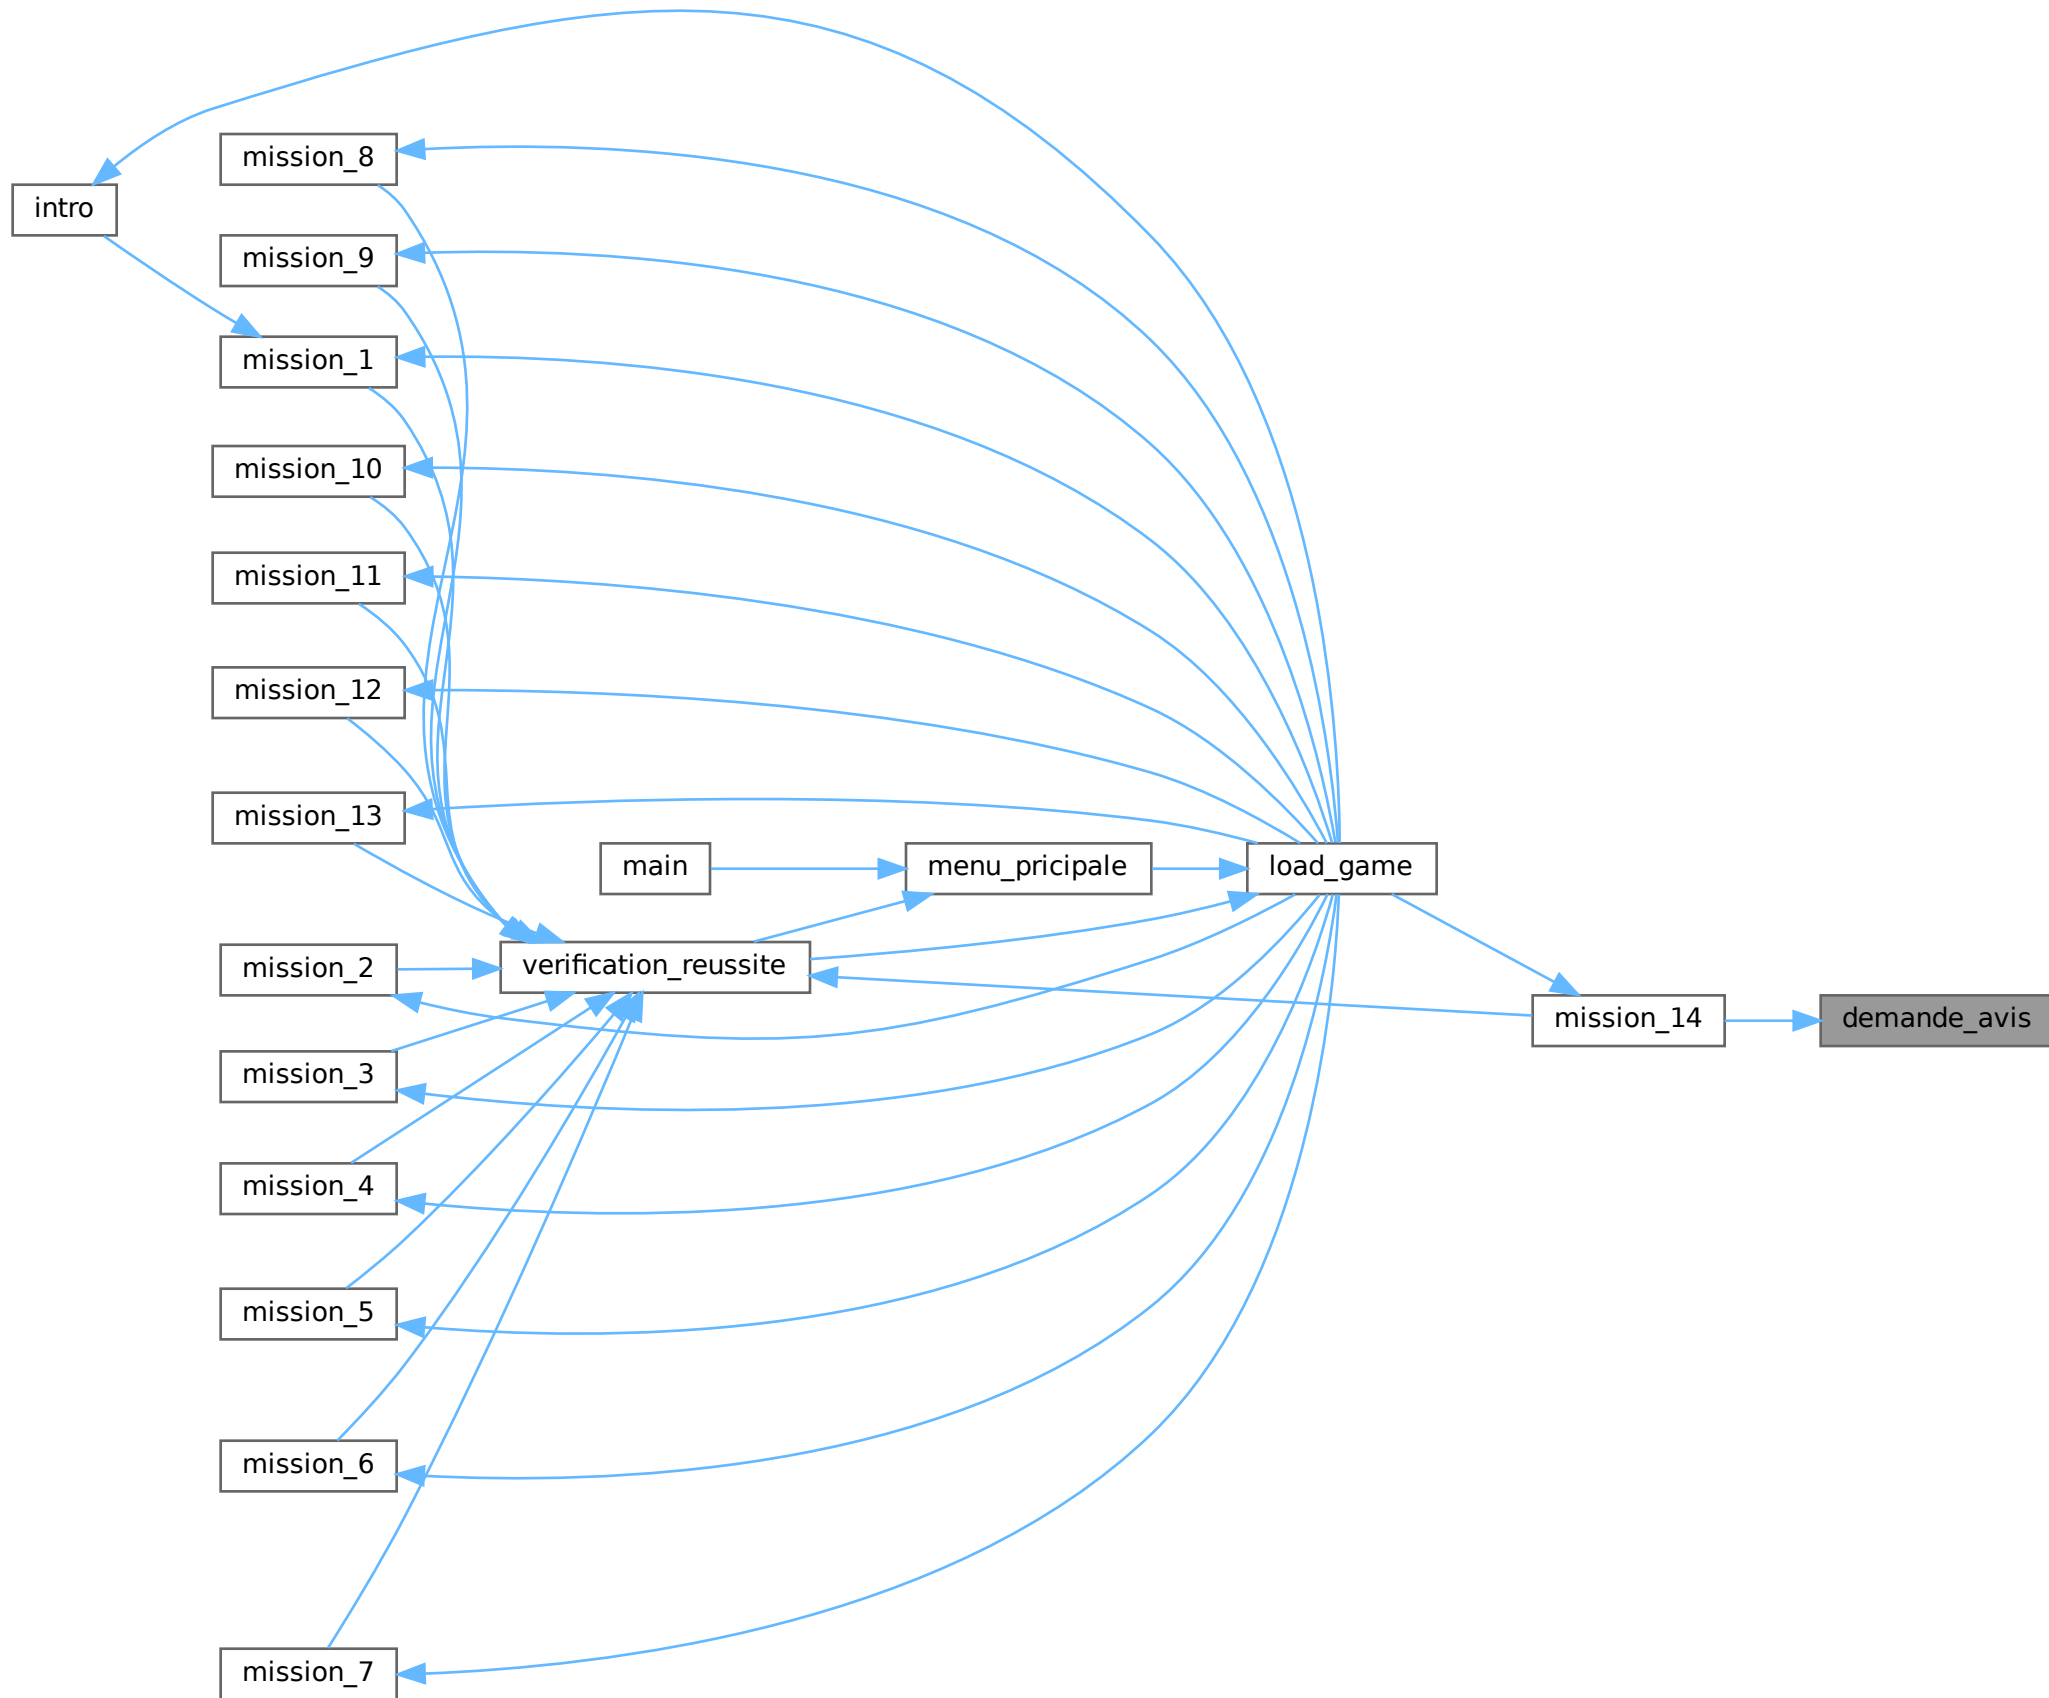 mission_8
intro
mission_9
mission_1
mission_10
mission_11
mission_12
mission_13
main
menu_pricipale
load_game
mission_2
verification_reussite
mission_14
demande_avis
mission_3
mission_4
mission_5
mission_6
mission_7